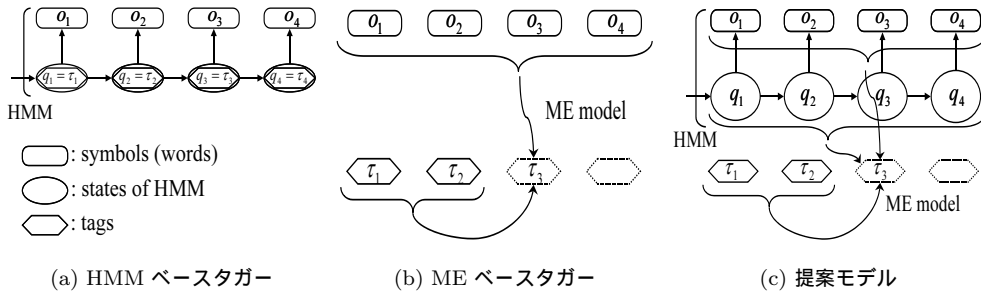 o₁ o₂ o₃ o₄
q₁ = τ₁ q₂ = τ₂ q₃ = τ₃ q₄ = τ₄
HMM
: symbols (words)
: states of HMM
: tags
(a) HMM ベースタガー
o₁ o₂ o₃ o₄
ME model
τ₁ τ₂ τ₃
(b) ME ベースタガー
o₁ o₂ o₃ o₄
q₁ q₂ q₃ q₄
HMM
τ₁ τ₂ τ₃
ME model
(c) 提案モデル